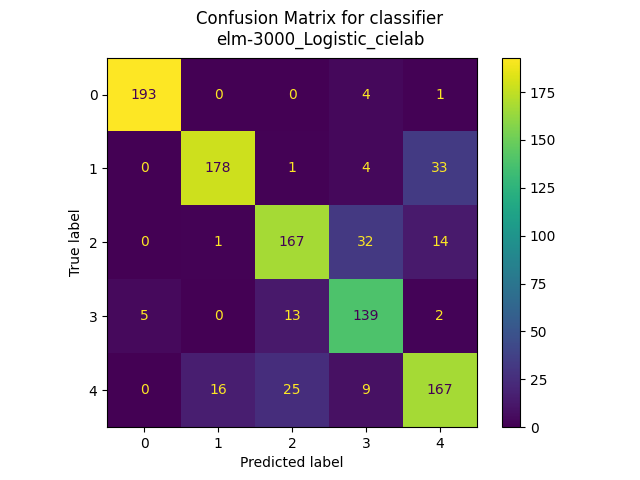 Confusion Matrix for classifier
elm-3000_Logistic_cielab
0 193 0 0 4 1
1 0 178 1 4 33
2 0 1 167 32 14
3 5 0 13 139 2
4 0 16 25 9 167
0 1 2 3 4
Predicted label
True label
175
150
125
100
75
50
25
0